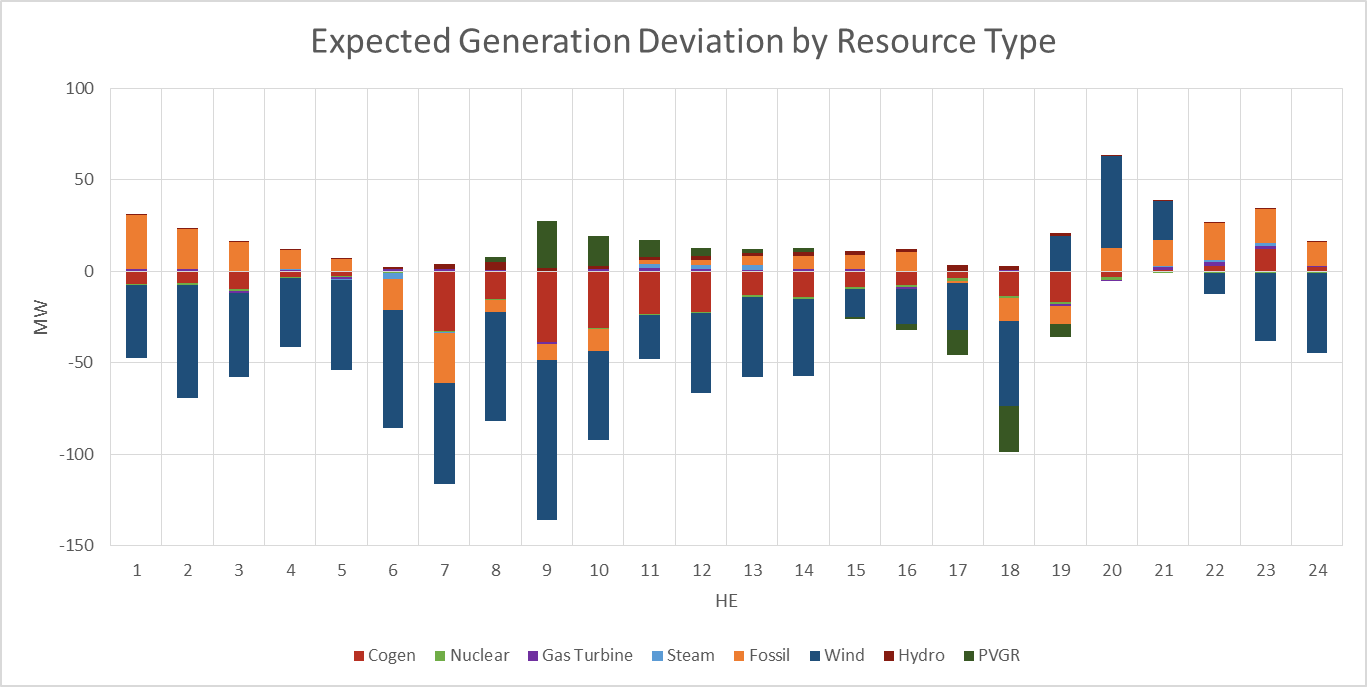 Expected Generation Deviation by Resource Type
100
50
0
-50
-100
-150
MW
1 2 3 4 5 6 7 8 9 10 11 12 13 14 15 16 17 18 19 20 21 22 23 24
HE
Cogen Nuclear Gas Turbine Steam Fossil Wind Hydro PVGR